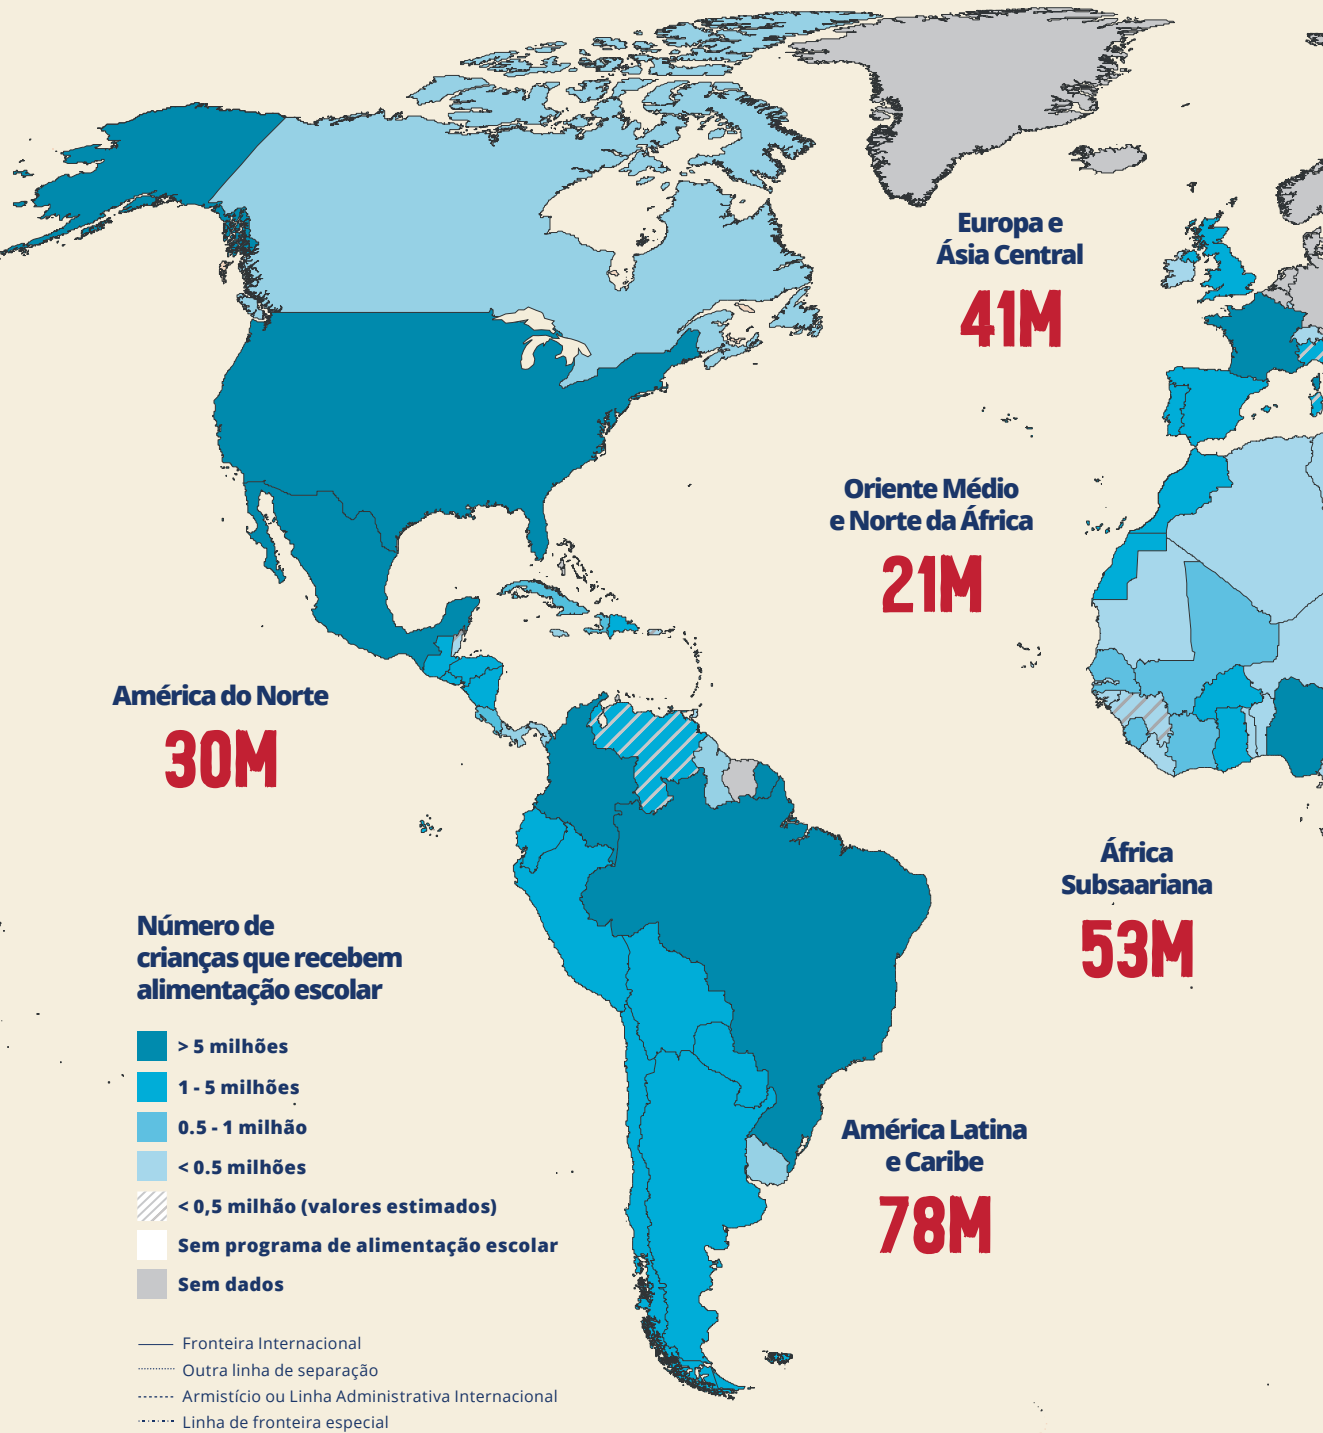 Europa e
Ásia Central
41M
Oriente Médio
e Norte da África
21M
América do Norte
30M
África
Subsaariana
53M
Número de
crianças que recebem
alimentação escolar
> 5 milhões
1 - 5 milhões
0.5 - 1 milhão
< 0.5 milhões
< 0,5 milhão (valores estimados)
Sem programa de alimentação escolar
Sem dados
América Latina
e Caribe
78M
Fronteira Internacional
Outra linha de separação
Armistício ou Linha Administrativa Internacional
Linha de fronteira especial